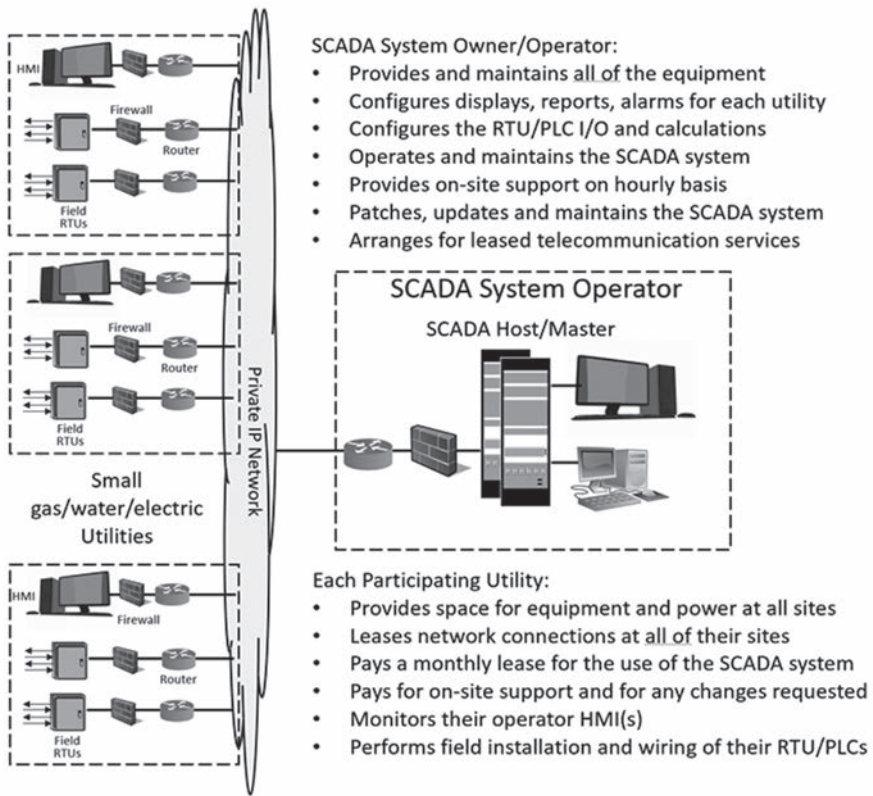 HMI
Firewall
Router
Field
RTUs
Firewall
Router
Field
RTUs
Small
gas/water/electric
Utilities
HMI
Firewall
Router
Field
RTUs
Private IP Network
SCADA System Owner/Operator:
• Provides and maintains all of the equipment
• Configures displays, reports, alarms for each utility
• Configures the RTU/PLC I/O and calculations
• Operates and maintains the SCADA system
• Provides on-site support on hourly basis
• Patches, updates and maintains the SCADA system
• Arranges for leased telecommunication services
SCADA System Operator
SCADA Host/Master
Each Participating Utility:
• Provides space for equipment and power at all sites
• Leases network connections at all of their sites
• Pays a monthly lease for the use of the SCADA system
• Pays for on-site support and for any changes requested
• Monitors their operator HMI(s)
• Performs field installation and wiring of their RTU/PLCs